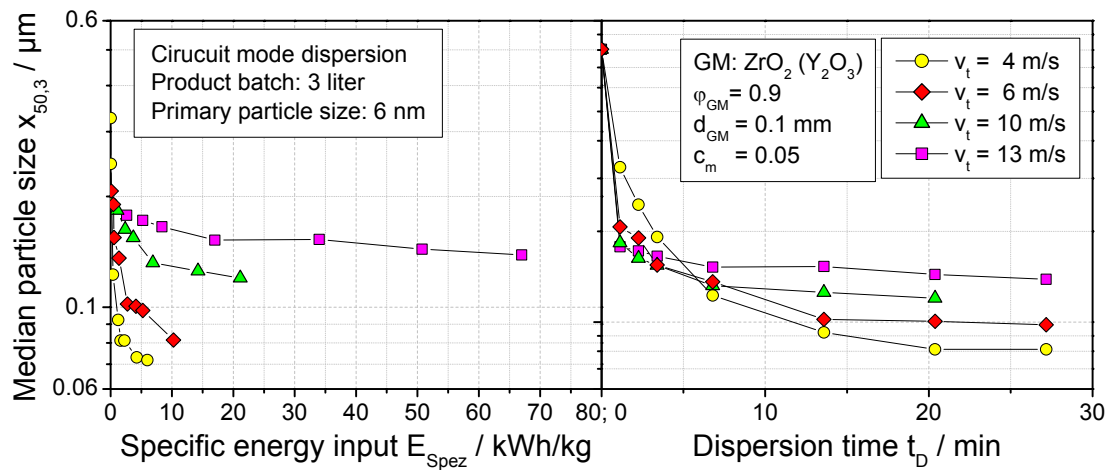 Median particle size x50,3 / µm
0.6
0.1
0.06
Cirucuit mode dispersion
Product batch: 3 liter
Primary particle size: 6 nm
GM: ZrO2 (Y2O3)
φGM= 0.9
dGM = 0.1 mm
cm = 0.05
vt = 4 m/s
vt = 6 m/s
vt = 10 m/s
vt = 13 m/s
0 10 20 30 40 50 60 70 80; 0 10 20 30
Specific energy input ESpez / kWh/kg
Dispersion time tD / min